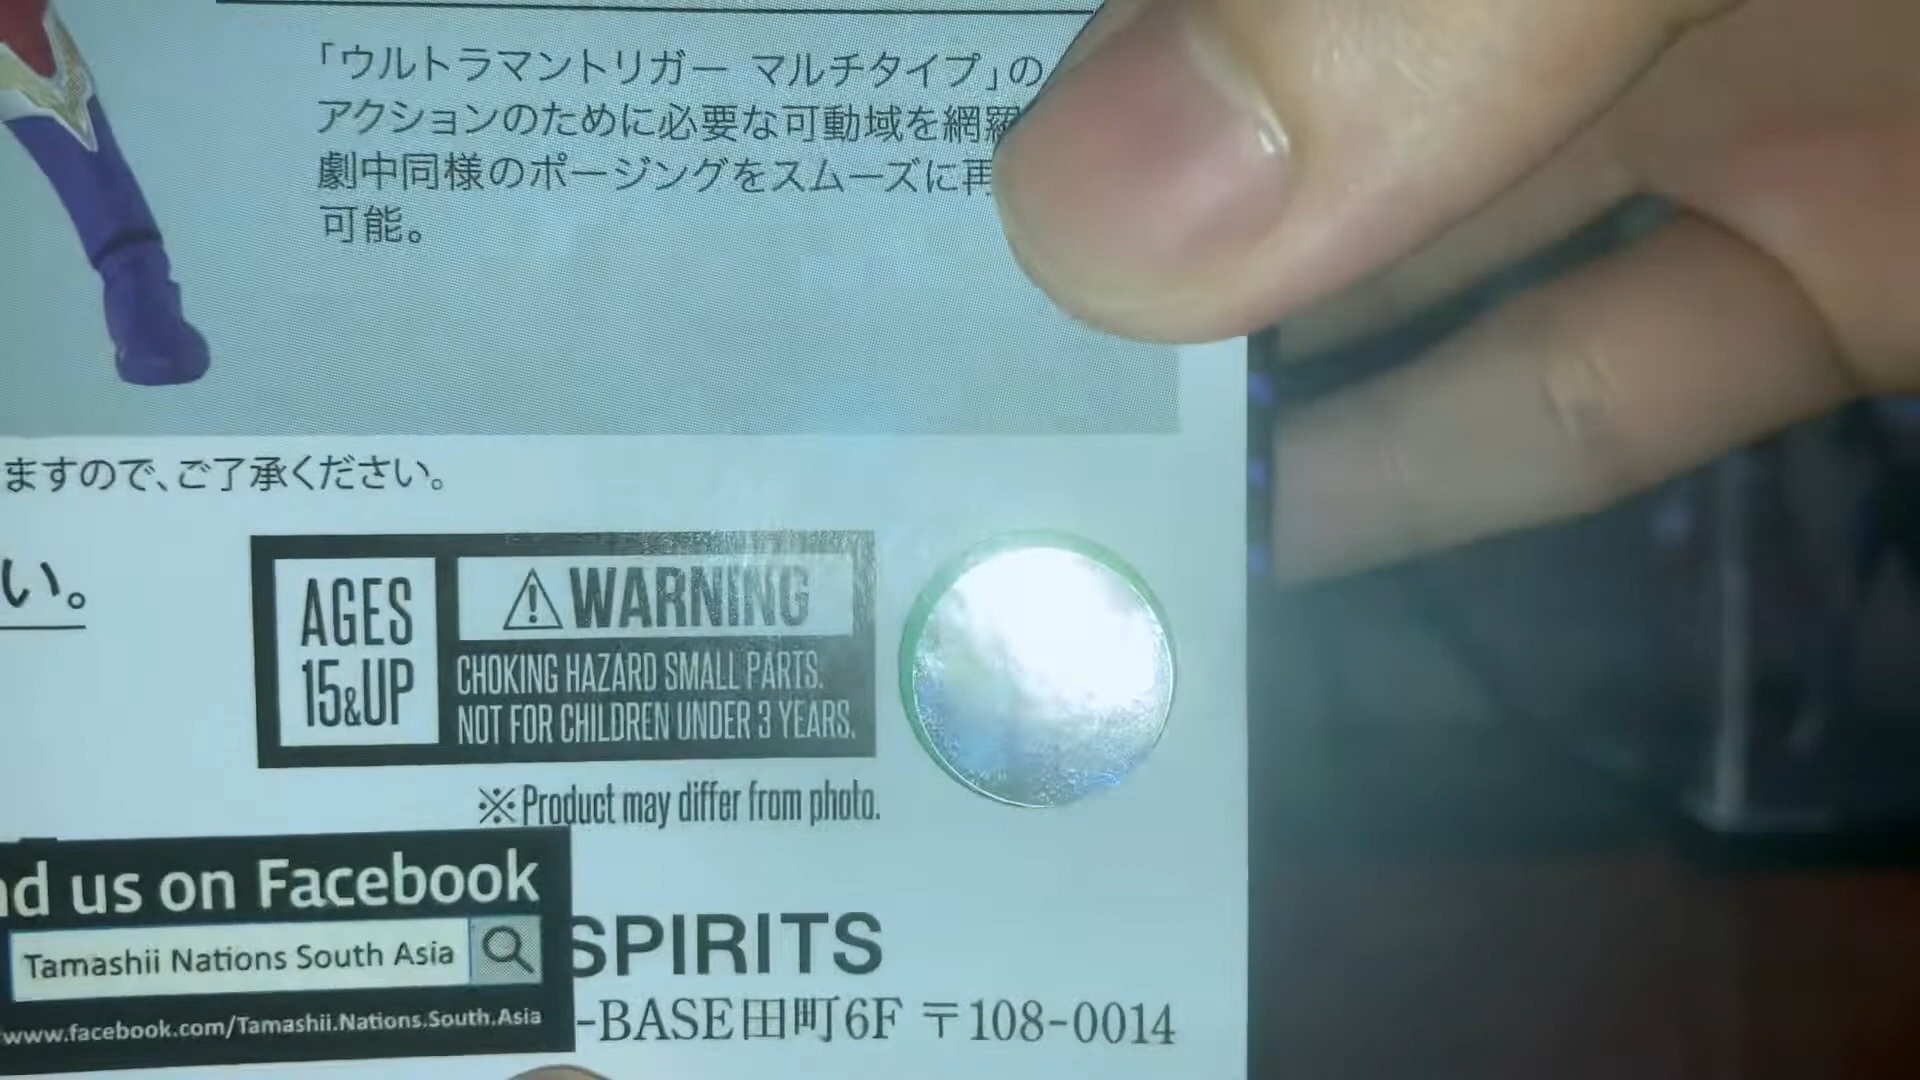 「ウルトラマントリガー マルチタイプ」の
アクションのために必要な可動域を網羅
劇中同様のポージングをスムーズに再
可能。
ますので、ご了承ください。
い。
AGES
15&UP
⚠WARNING
CHOKING HAZARD SMALL PARTS.
NOT FOR CHILDREN UNDER 3 YEARS.
※Product may differ from photo.
nd us on Facebook
Tamashii Nations South Asia
www.facebook.com/Tamashii.Nations.South.Asia
SPIRITS
-BASE田町6F 〒108-0014